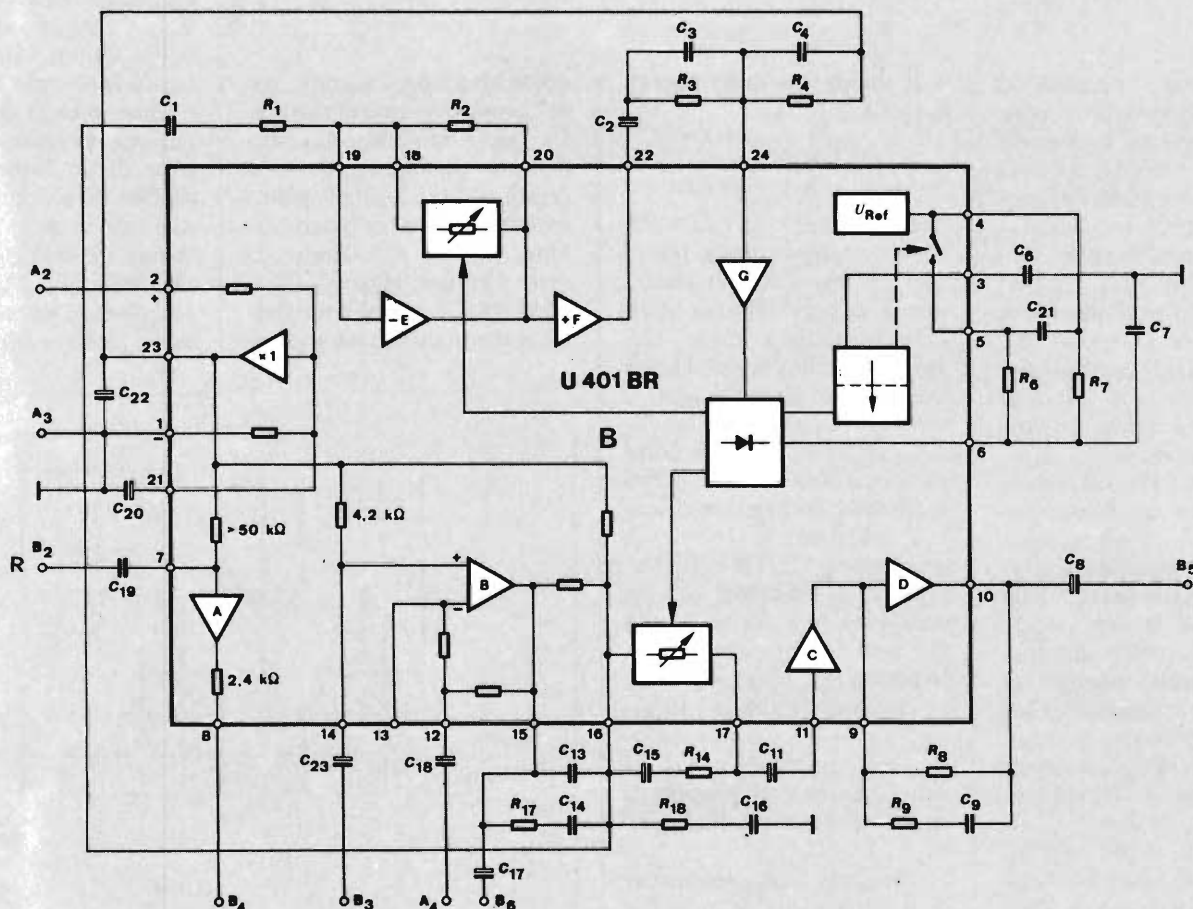 C3 C4
C1 R1 R2 R3 R4
C2
19 18 20 22 24
URef 4
A2 2 + G C6
3
-E +F C21
23 ×1 5 C7
U 401 BR R6 R7
C22
A3 1 - B
6
21
C20 4,2 kΩ
>50 kΩ
R B2 7 + B D C8 B5
C19 - 10
A C
2,4 kΩ
8 14 13 12 15 16 17 11 9
C23 C18 C13 C15 R14 C11 R8
R17 C14 R18 C16 R9 C9
C17
B4 B3 A4 B6